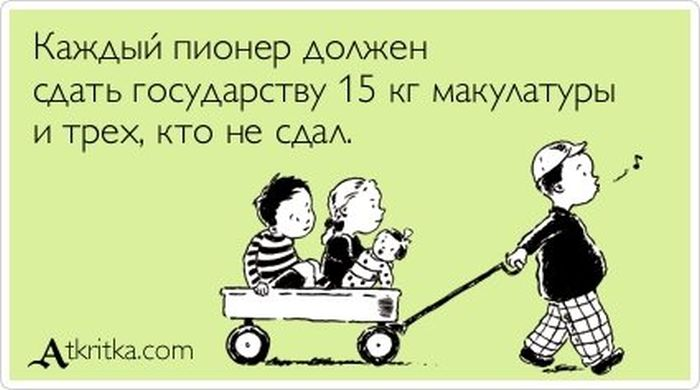 Каждый пионер должен
сдать государству 15 кг макулатуры
и трех, кто не сдал.
Atkritka.com